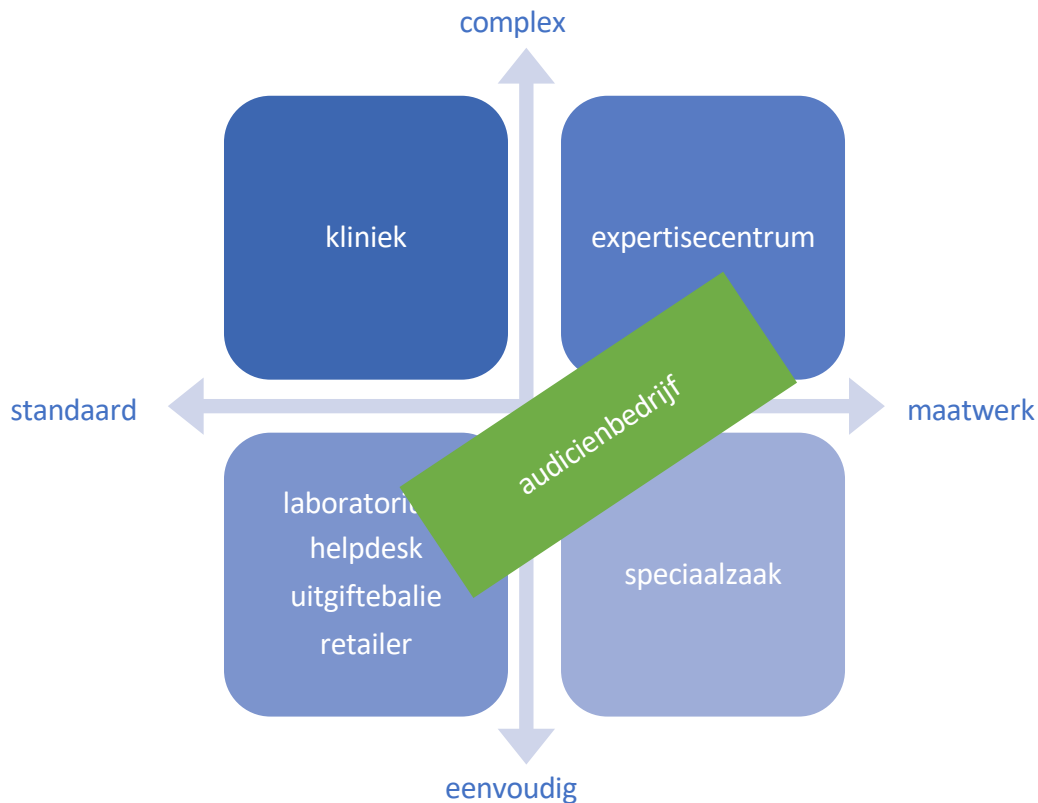 complex
kliniek
expertisecentrum
standaard
maatwerk
audicienbedrijf
helpdesk
uitgiftebalie
retailer
speciaalzaak
eenvoudig